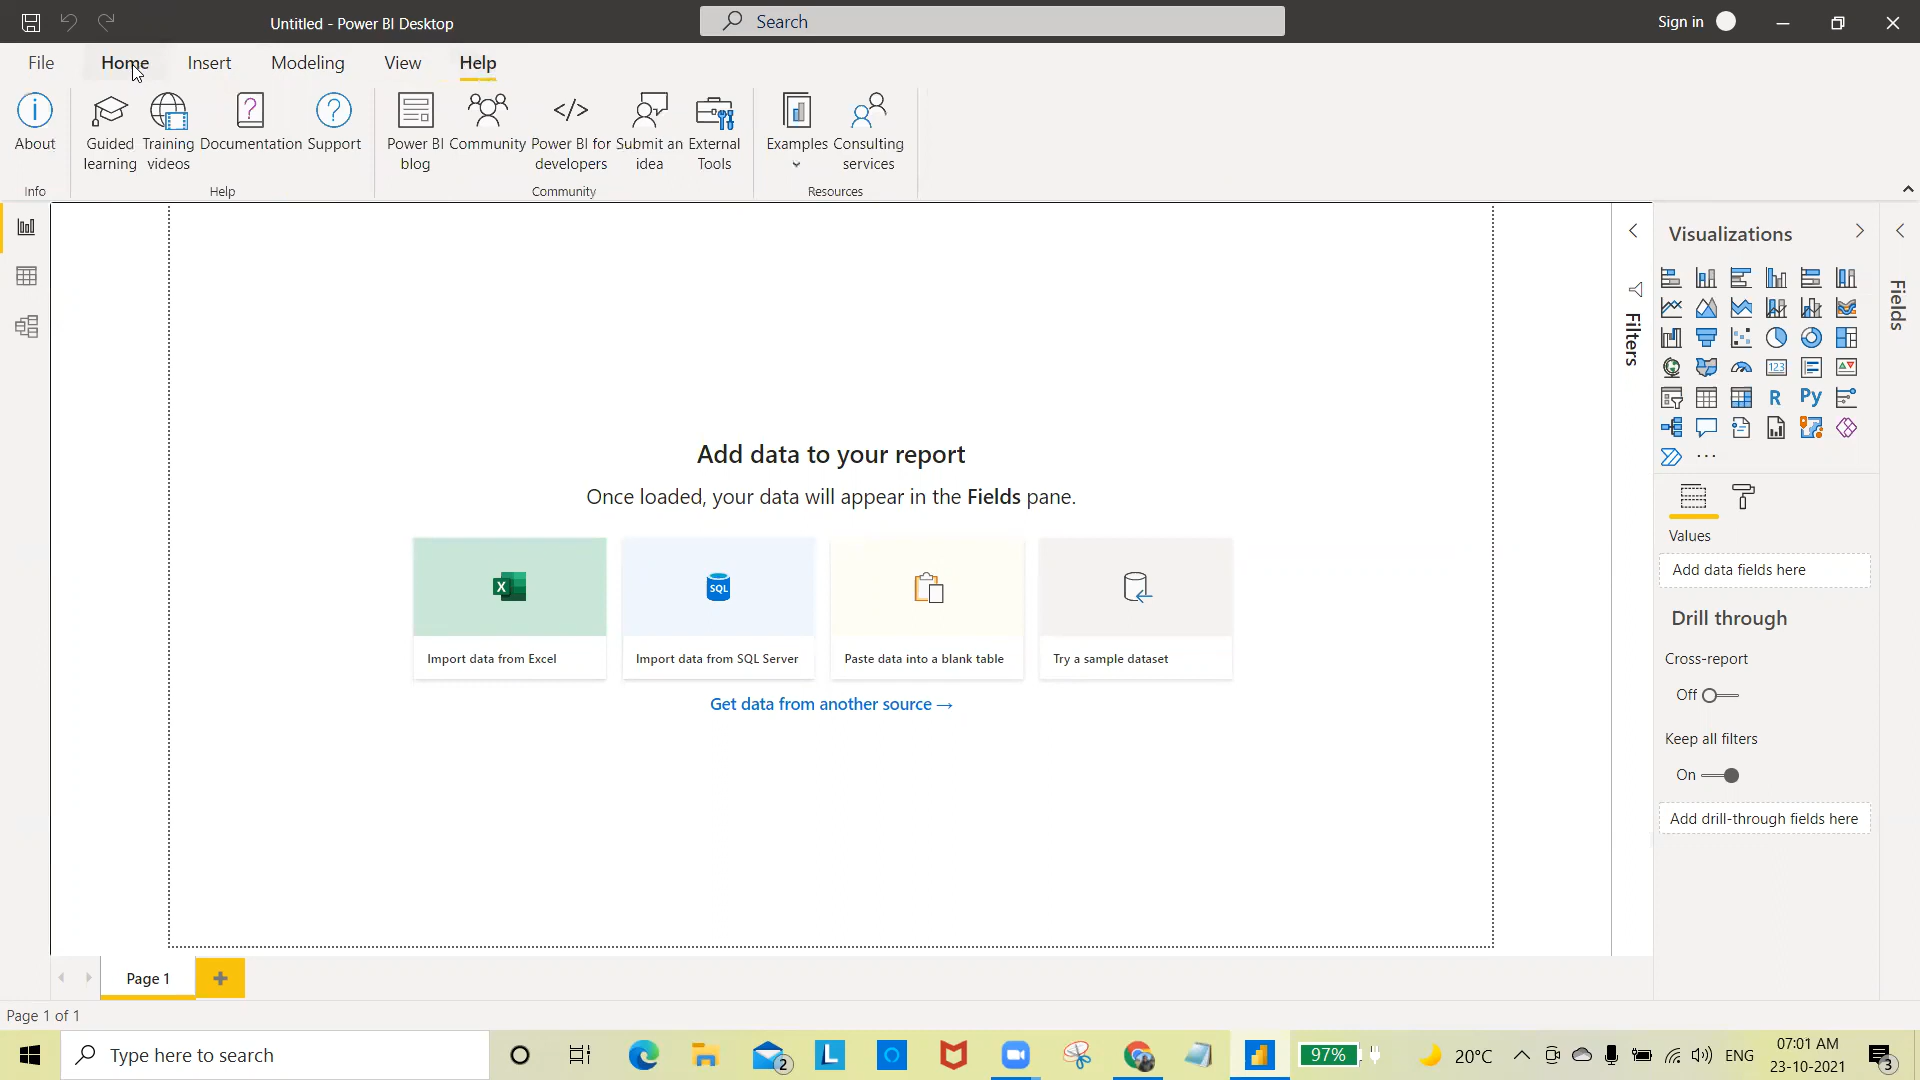 Untitled - Power BI Desktop
Search
Sign in
File
Home
Insert
Modeling
View
Help
About
Guided learning
Training videos
Documentation
Support
Power BI blog
Community
Power BI for developers
Submit an idea
External Tools
Examples
Consulting services
Info
Help
Community
Resources
Add data to your report
Once loaded, your data will appear in the Fields pane.
X
SQL
Import data from Excel
Import data from SQL Server
Paste data into a blank table
Try a sample dataset
Get data from another source →
Filters
Visualizations
123
R
Py
Values
Add data fields here
Drill through
Cross-report
Off
Keep all filters
On
Add drill-through fields here
Fields
Page 1
Page 1 of 1
Type here to search
2
L
97%
20°C
ENG
07:01 AM
23-10-2021
3